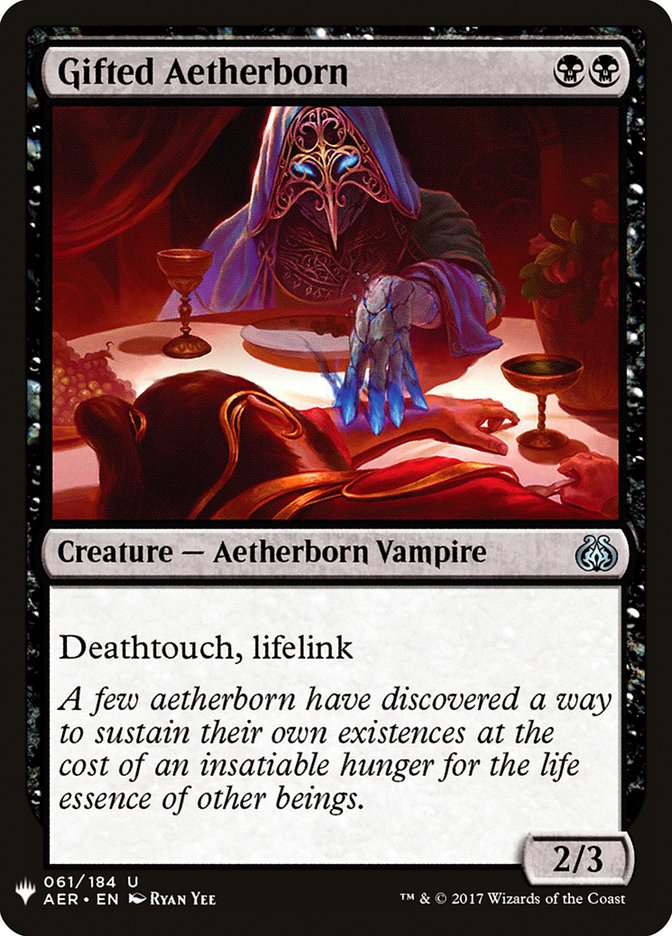 Gifted Aetherborn
Creature — Aetherborn Vampire
Deathtouch, lifelink
A few aetherborn have discovered a way
to sustain their own existences at the
cost of an insatiable hunger for the life
essence of other beings.
2/3
061/184 U
AER • EN Ryan Yee
™ & © 2017 Wizards of the Coast